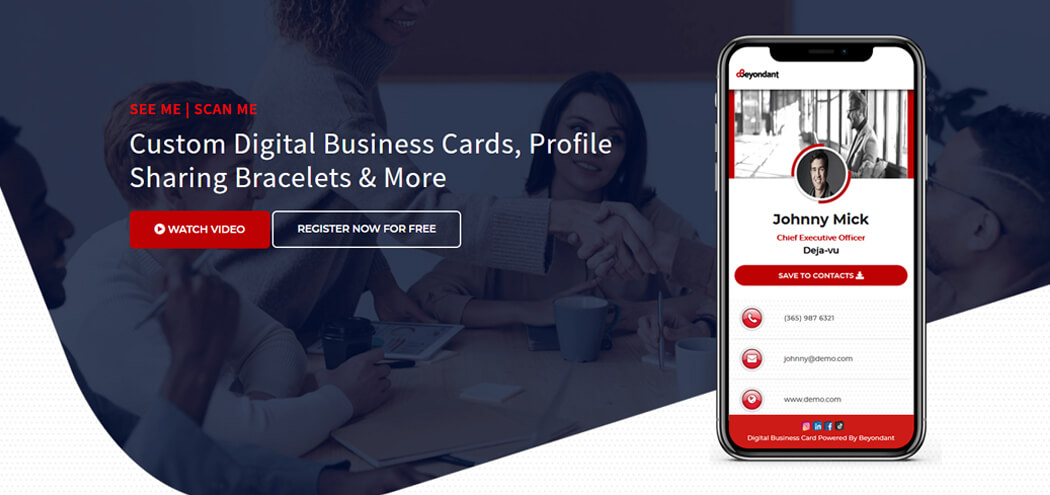 SEE ME | SCAN ME
Custom Digital Business Cards, Profile
Sharing Bracelets & More
WATCH VIDEO
REGISTER NOW FOR FREE
Beyondant
Johnny Mick
Chief Executive Officer
Deja-vu
SAVE TO CONTACTS
(365) 987 6321
johnny@demo.com
www.demo.com
Digital Business Card Powered By Beyondant